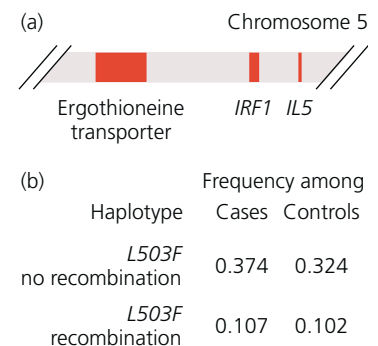 (a) Chromosome 5
Ergothioneine
transporter
IRF1 IL5
(b) Frequency among
Haplotype Cases Controls
L503F
no recombination 0.374 0.324
L503F
recombination 0.107 0.102